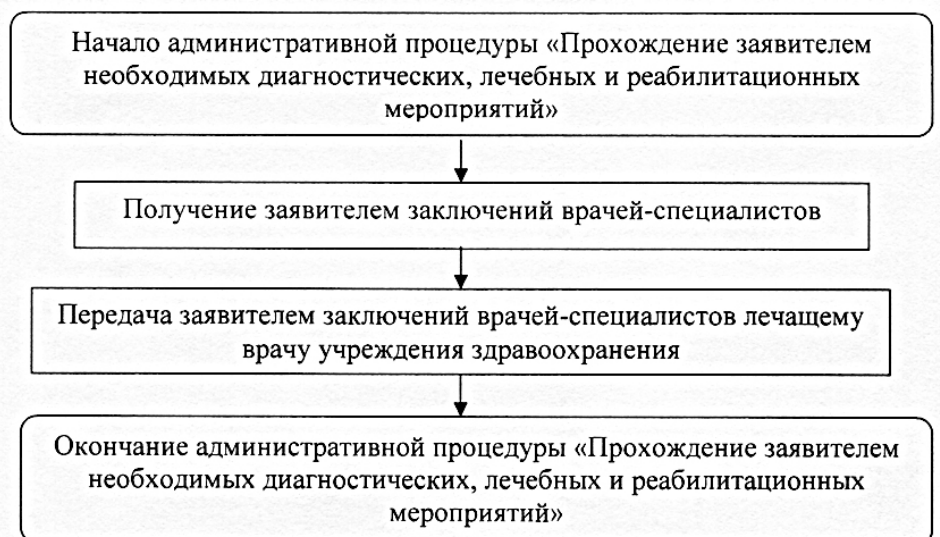 Начало административной процедуры «Прохождение заявителем
необходимых диагностических, лечебных и реабилитационных
мероприятий»
Получение заявителем заключений врачей-специалистов
Передача заявителем заключений врачей-специалистов лечащему
врачу учреждения здравоохранения
Окончание административной процедуры «Прохождение заявителем
необходимых диагностических, лечебных и реабилитационных
мероприятий»